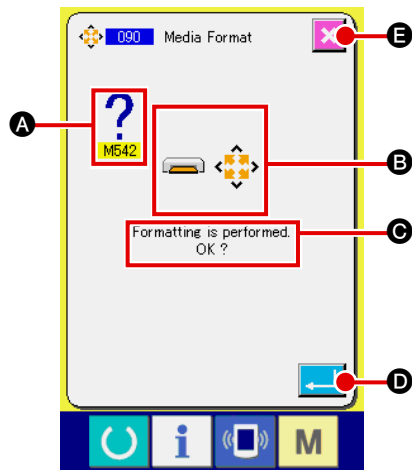 090 Media Format
E
A
?
M542
B
C
Formatting is performed.
OK ?
D
i
M